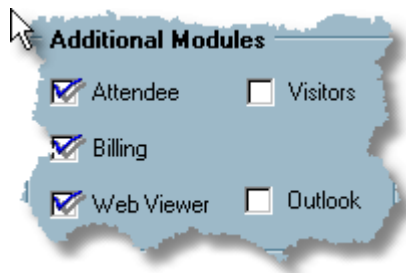 Additional Modules
Attendee Visitors
Billing
Web Viewer Outlook